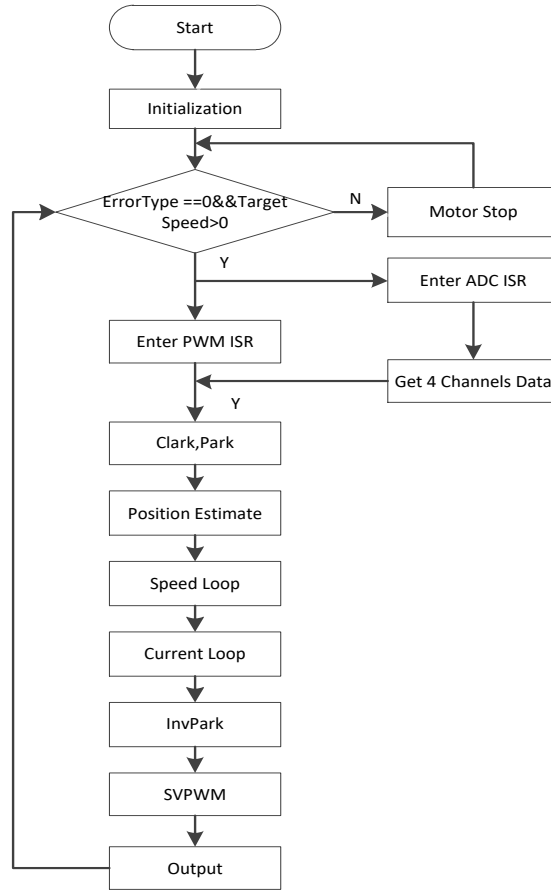 Start
Initialization
ErrorType ==0&&Target
Speed>0
N
Motor Stop
Y
Enter ADC ISR
Enter PWM ISR
Get 4 Channels Data
Y
Clark,Park
Position Estimate
Speed Loop
Current Loop
InvPark
SVPWM
Output